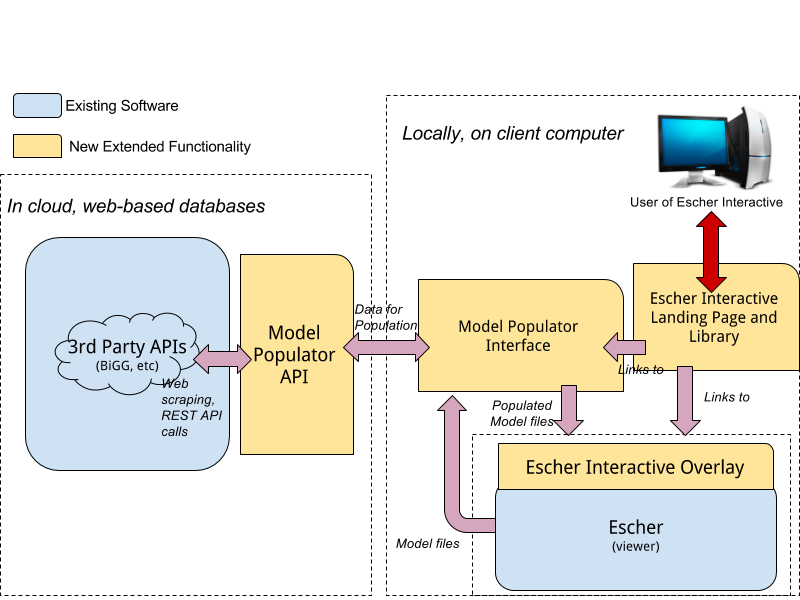 Existing Software
New Extended Functionality
In cloud, web-based databases
Locally, on client computer
User of Escher Interactive
3rd Party APIs
(BiGG, etc)
Web
scraping,
REST API
calls
Model
Populator
API
Data for
Population
Model Populator
Interface
Escher Interactive
Landing Page and
Library
Links to
Links to
Populated
Model files
Model files
Escher Interactive Overlay
Escher
(viewer)